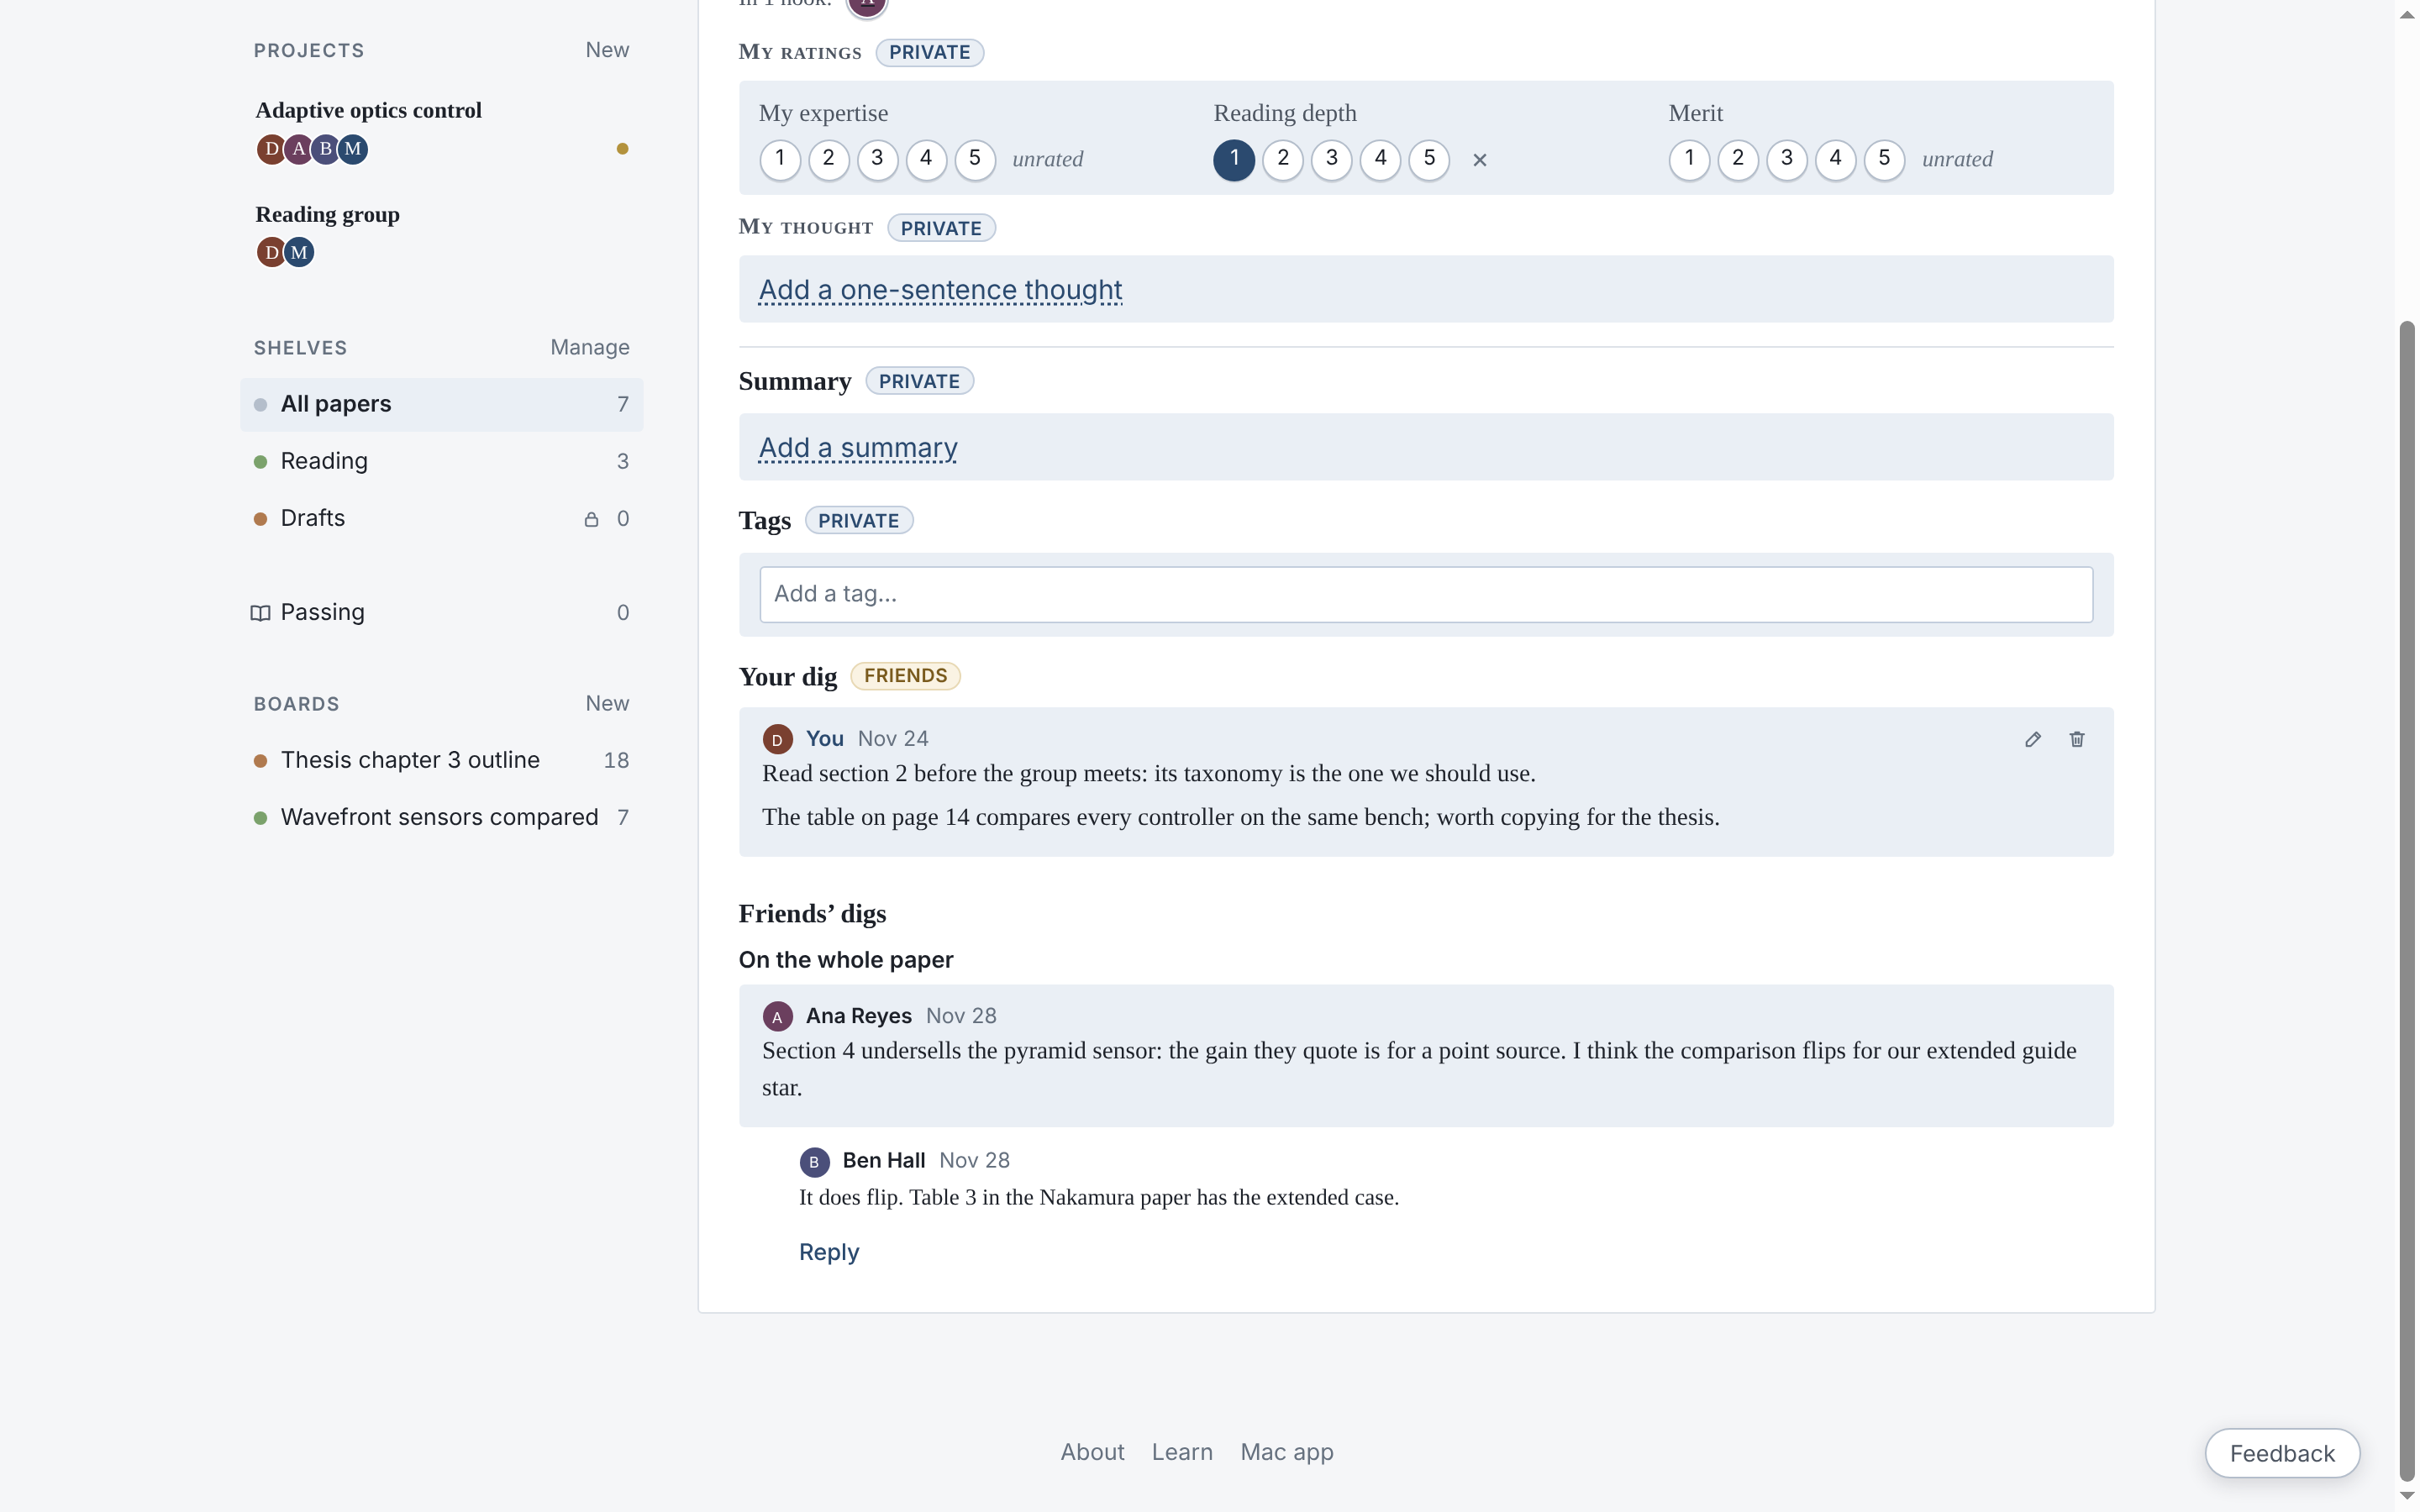 PROJECTS New
Adaptive optics control
D A B M
Reading group
D M
SHELVES Manage
All papers 7
Reading 3
Drafts 0
Passing 0
BOARDS New
Thesis chapter 3 outline 18
Wavefront sensors compared 7
My ratings PRIVATE
My expertise
1 2 3 4 5 unrated
Reading depth
1 2 3 4 5 ×
Merit
1 2 3 4 5 unrated
My thought PRIVATE
Add a one-sentence thought
Summary PRIVATE
Add a summary
Tags PRIVATE
Add a tag...
Your dig FRIENDS
D You Nov 24
Read section 2 before the group meets: its taxonomy is the one we should use.
The table on page 14 compares every controller on the same bench; worth copying for the thesis.
Friends’ digs
On the whole paper
A Ana Reyes Nov 28
Section 4 undersells the pyramid sensor: the gain they quote is for a point source. I think the comparison flips for our extended guide
star.
B Ben Hall Nov 28
It does flip. Table 3 in the Nakamura paper has the extended case.
Reply
About Learn Mac app
Feedback